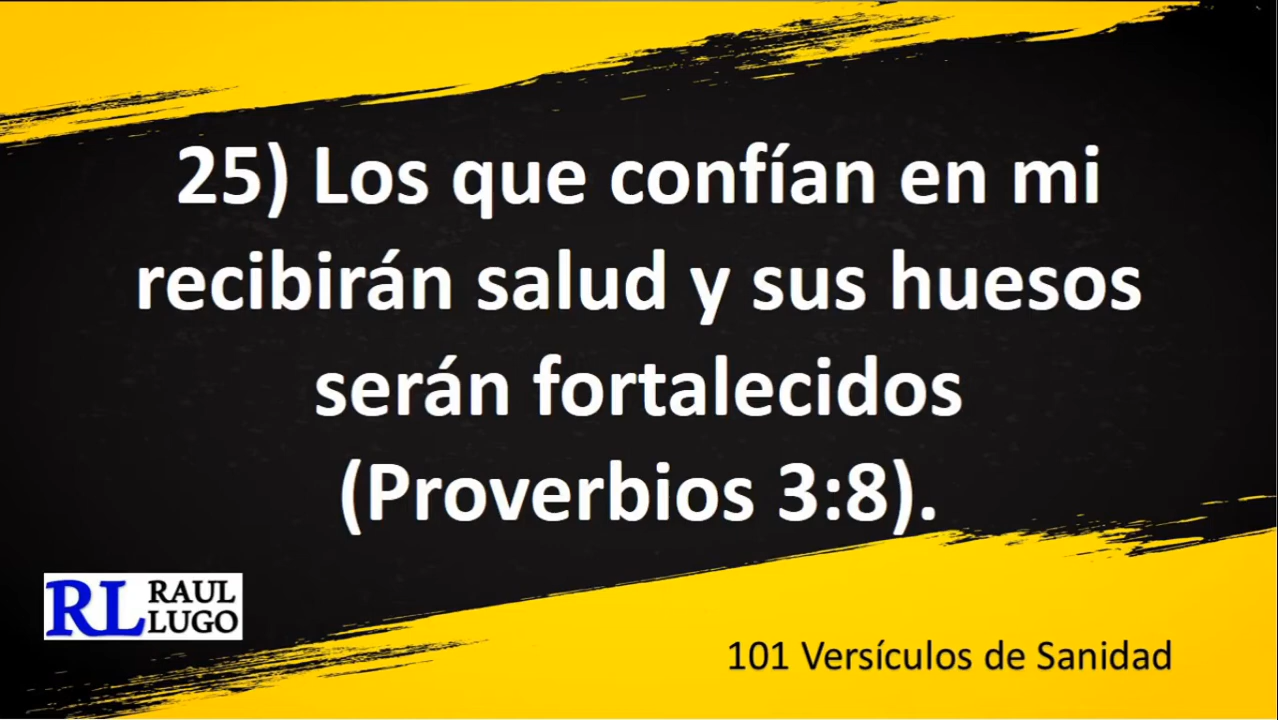 25) Los que confían en mi
recibirán salud y sus huesos
serán fortalecidos
(Proverbios 3:8).
RL RAUL
LUGO
101 Versículos de Sanidad